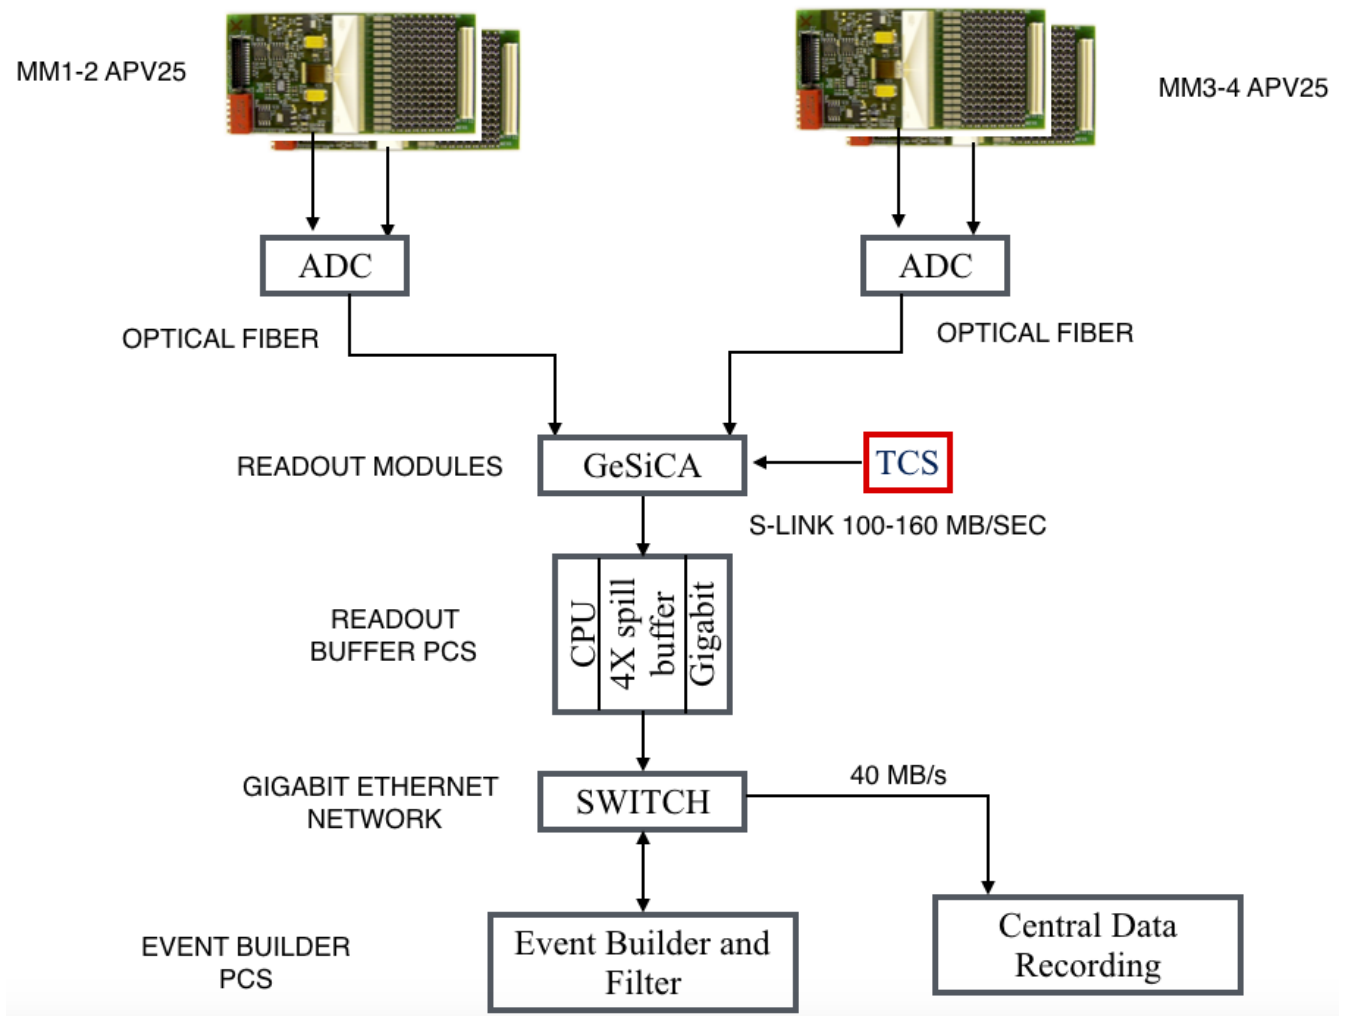 MM1-2 APV25
MM3-4 APV25
ADC
ADC
OPTICAL FIBER
OPTICAL FIBER
READOUT MODULES
GeSiCA
TCS
S-LINK 100-160 MB/SEC
READOUT
BUFFER PCS
CPU
4X spill
buffer
Gigabit
GIGABIT ETHERNET
NETWORK
SWITCH
40 MB/s
EVENT BUILDER
PCS
Event Builder and
Filter
Central Data
Recording